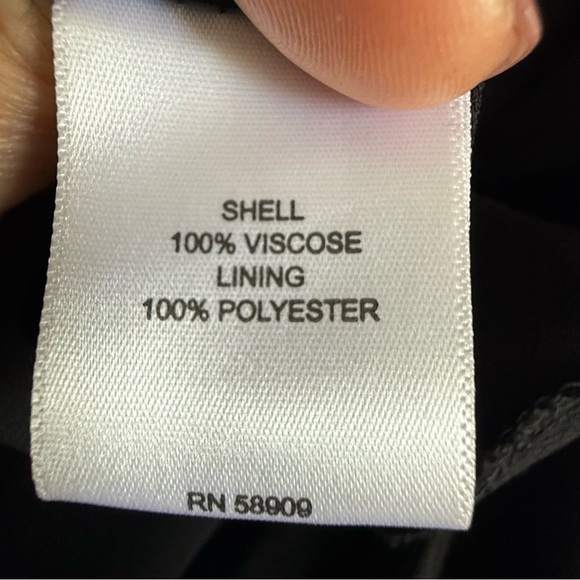 SHELL
100% VISCOSE
LINING
100% POLYESTER
RN 58909